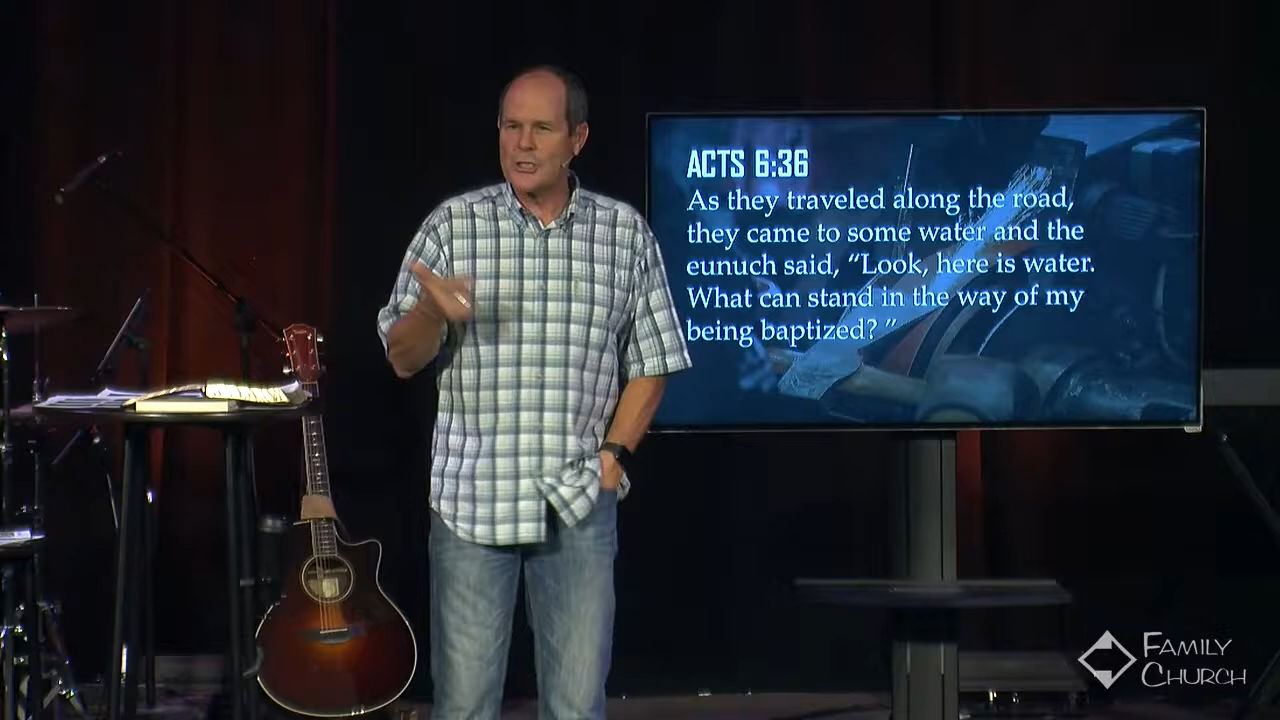 ACTS 6:36
As they traveled along the road,
they came to some water and the
eunuch said, “Look, here is water.
What can stand in the way of my
being baptized? ”
FAMILY
CHURCH